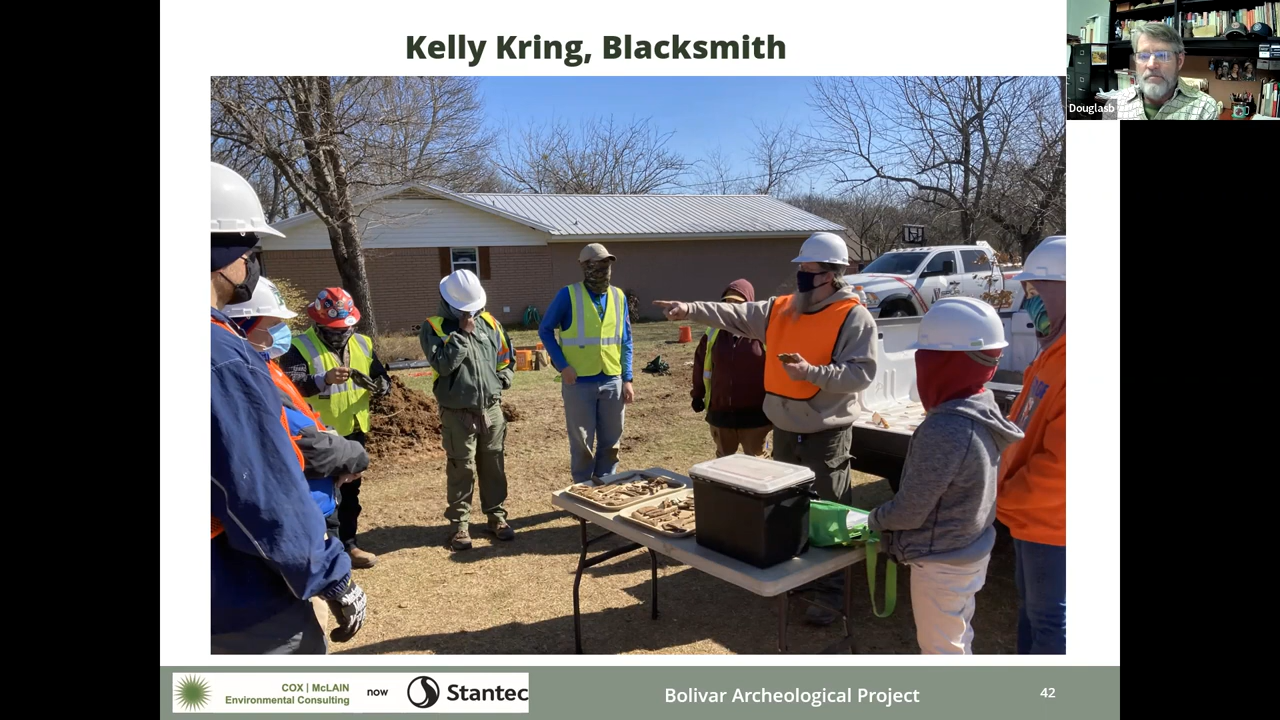 Kelly Kring, Blacksmith
Douglasb
COX | McLAIN
Environmental Consulting
now
Stantec
Bolivar Archeological Project
42